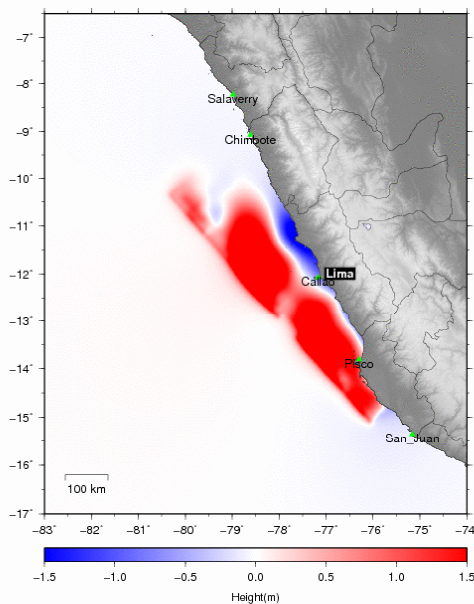 −7°
−8°
Salaverry
−9°
Chimbote
−10°
−11°
−12°
Lima
Callao
−13°
−14°
Pisco
−15°
San_Juan
−16°
100 km
−17°
−83° −82° −81° −80° −79° −78° −77° −76° −75° −74
−1.5 −1.0 −0.5 0.0 0.5 1.0 1.5
Height(m)